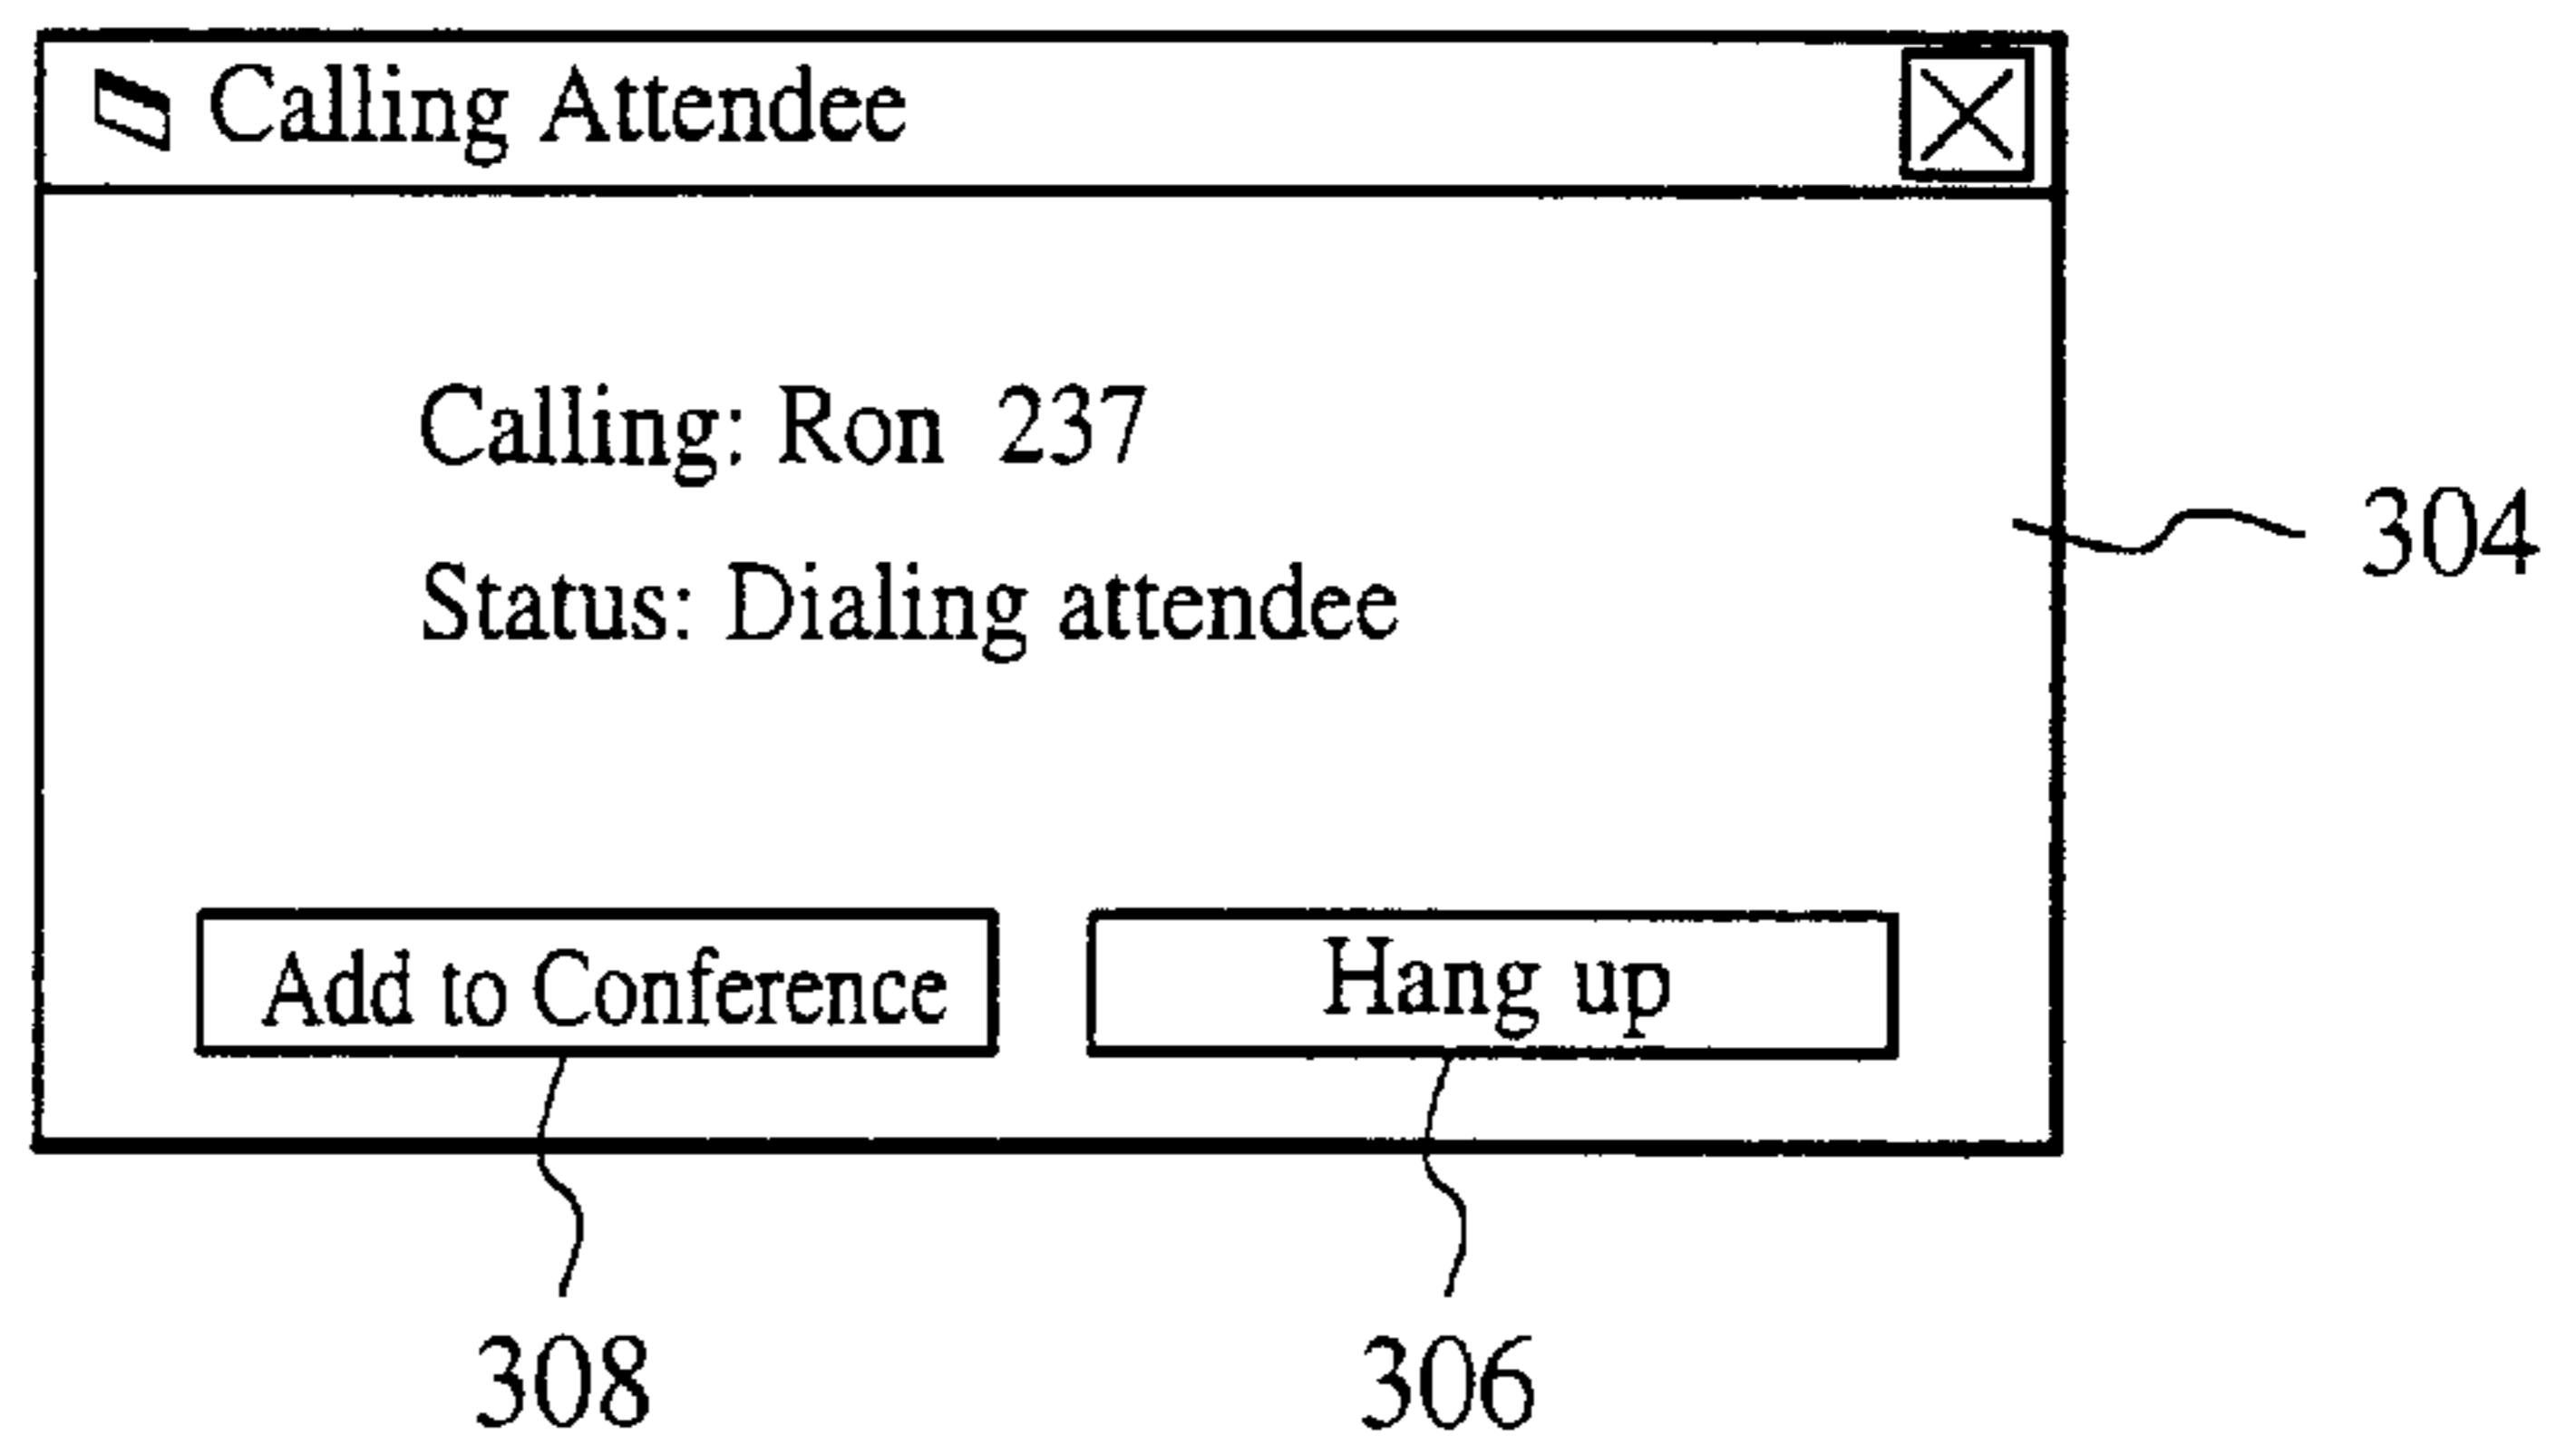 Calling Attendee
Calling: Ron 237
Status: Dialing attendee
304
Add to Conference
Hang up
308
306